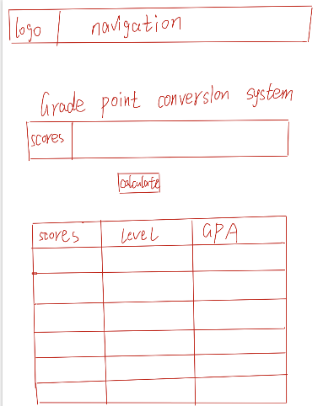 logo navigation
Grade point conversion system
scores
calculate
scores Level GPA